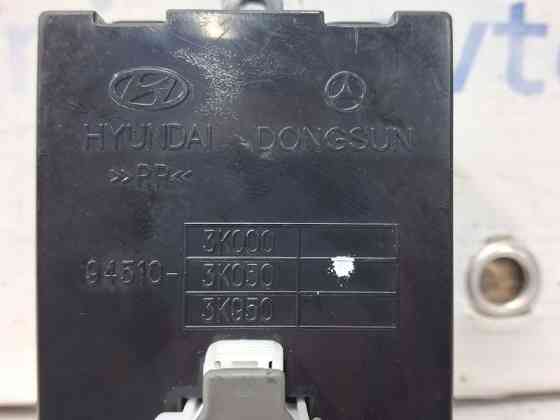 HYUNDAI DONGSUN
>>PP<<
3K000
94510- 3K050
3K950